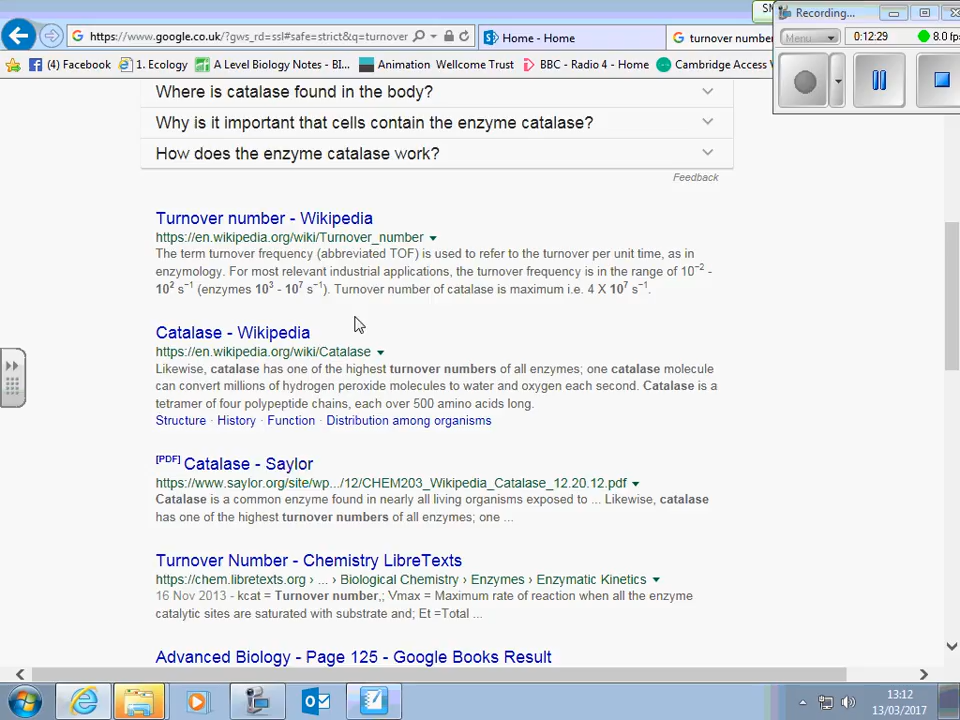 SH
Recording...
https://www.google.co.uk/?gws_rd=ssl#safe=strict&q=turnover
Home - Home
turnover number
Menu
0:12:29
8.0 fps
(4) Facebook
1. Ecology
A Level Biology Notes - BI...
Animation Wellcome Trust
BBC - Radio 4 - Home
Cambridge Access
Where is catalase found in the body?
Why is it important that cells contain the enzyme catalase?
How does the enzyme catalase work?
Feedback
Turnover number - Wikipedia
https://en.wikipedia.org/wiki/Turnover_number
The term turnover frequency (abbreviated TOF) is used to refer to the turnover per unit time, as in
enzymology. For most relevant industrial applications, the turnover frequency is in the range of 10⁻² -
10² s⁻¹ (enzymes 10³ - 10⁷ s⁻¹). Turnover number of catalase is maximum i.e. 4 X 10⁷ s⁻¹.
Catalase - Wikipedia
https://en.wikipedia.org/wiki/Catalase
Likewise, catalase has one of the highest turnover numbers of all enzymes; one catalase molecule
can convert millions of hydrogen peroxide molecules to water and oxygen each second. Catalase is a
tetramer of four polypeptide chains, each over 500 amino acids long.
Structure · History · Function · Distribution among organisms
[PDF] Catalase - Saylor
https://www.saylor.org/site/wp.../12/CHEM203_Wikipedia_Catalase_12.20.12.pdf
Catalase is a common enzyme found in nearly all living organisms exposed to ... Likewise, catalase
has one of the highest turnover numbers of all enzymes; one ...
Turnover Number - Chemistry LibreTexts
https://chem.libretexts.org › ... › Biological Chemistry › Enzymes › Enzymatic Kinetics
16 Nov 2013 - kcat = Turnover number,; Vmax = Maximum rate of reaction when all the enzyme
catalytic sites are saturated with substrate and; Et =Total ...
Advanced Biology - Page 125 - Google Books Result
13:12
13/03/2017